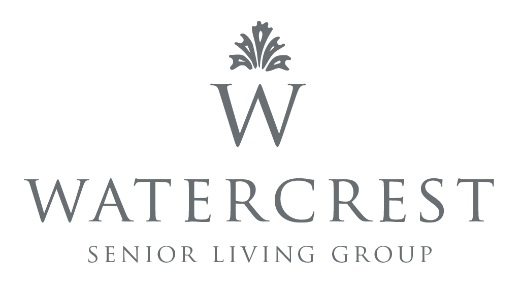 W
WATERCREST
SENIOR LIVING GROUP